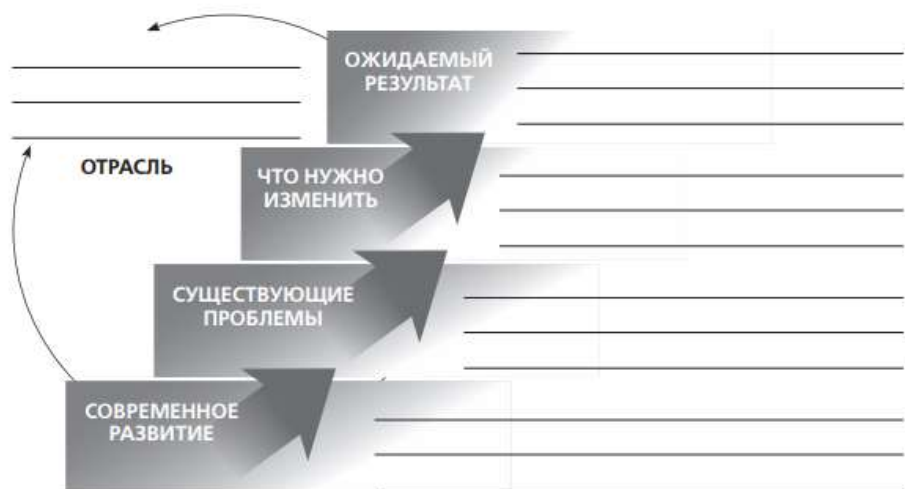 ОЖИДАЕМЫЙ
РЕЗУЛЬТАТ
ОТРАСЛЬ
ЧТО НУЖНО
ИЗМЕНИТЬ
СУЩЕСТВУЮЩИЕ
ПРОБЛЕМЫ
СОВРЕМЕННОЕ
РАЗВИТИЕ